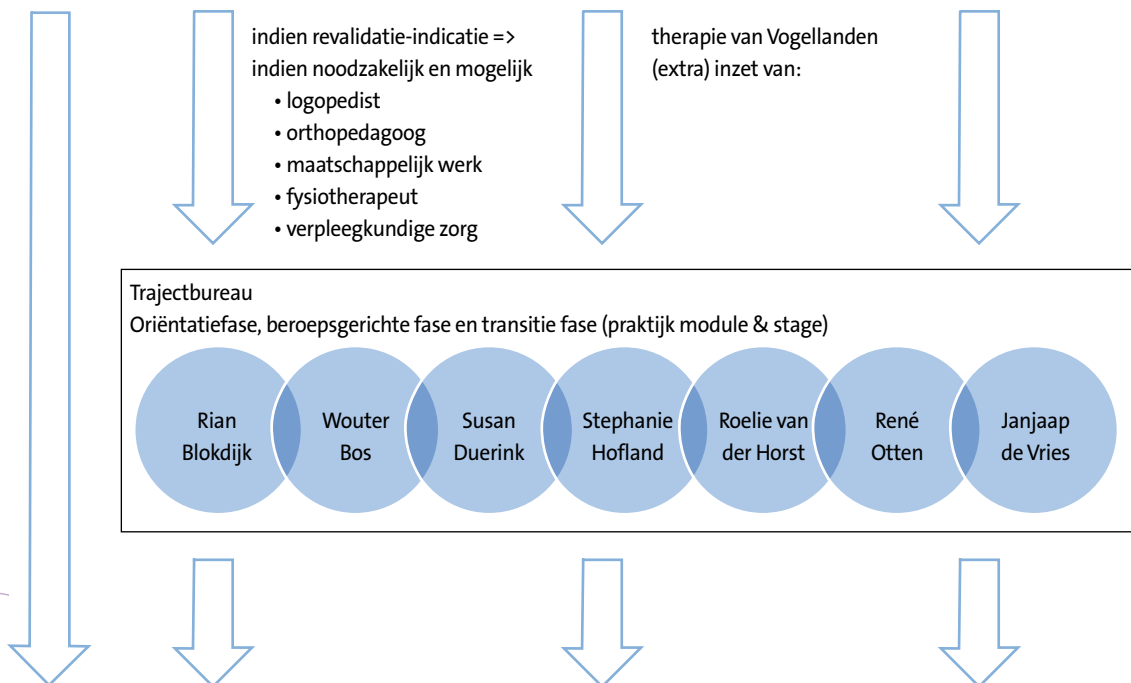 indien revalidatie-indicatie =>
indien noodzakelijk en mogelijk
• logopedist
• orthopedagoog
• maatschappelijk werk
• fysiotherapeut
• verpleegkundige zorg
therapie van Vogellanden
(extra) inzet van:
Trajectbureau
Oriëntatiefase, beroepsgerichte fase en transitie fase (praktijk module & stage)
Rian
Blokdijk
Wouter
Bos
Susan
Duerink
Stephanie
Hofland
Roelie van
der Horst
René
Otten
Janjaap
de Vries